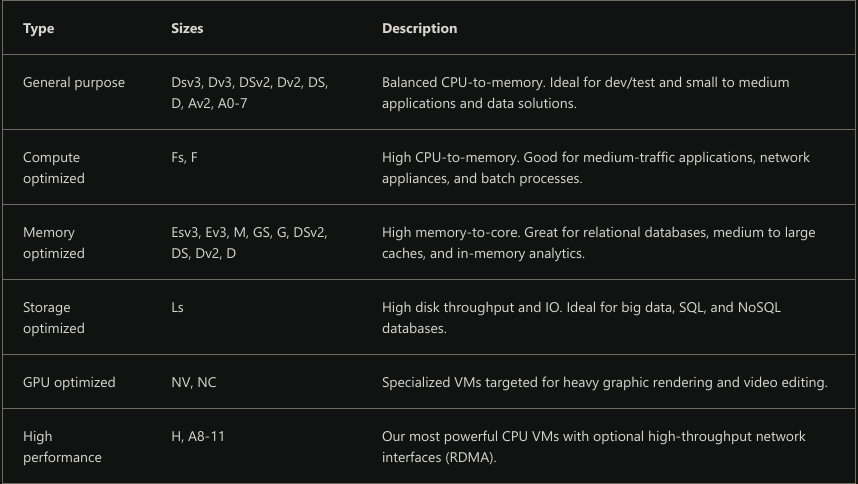 Type Sizes Description
General purpose Dsv3, Dv3, DSv2, Dv2, DS, Balanced CPU-to-memory. Ideal for dev/test and small to medium
D, Av2, A0-7 applications and data solutions.
Compute Fs, F High CPU-to-memory. Good for medium-traffic applications, network
optimized appliances, and batch processes.
Memory Esv3, Ev3, M, GS, G, DSv2, High memory-to-core. Great for relational databases, medium to large
optimized DS, Dv2, D caches, and in-memory analytics.
Storage Ls High disk throughput and IO. Ideal for big data, SQL, and NoSQL
optimized databases.
GPU optimized NV, NC Specialized VMs targeted for heavy graphic rendering and video editing.
High H, A8-11 Our most powerful CPU VMs with optional high-throughput network
performance interfaces (RDMA).